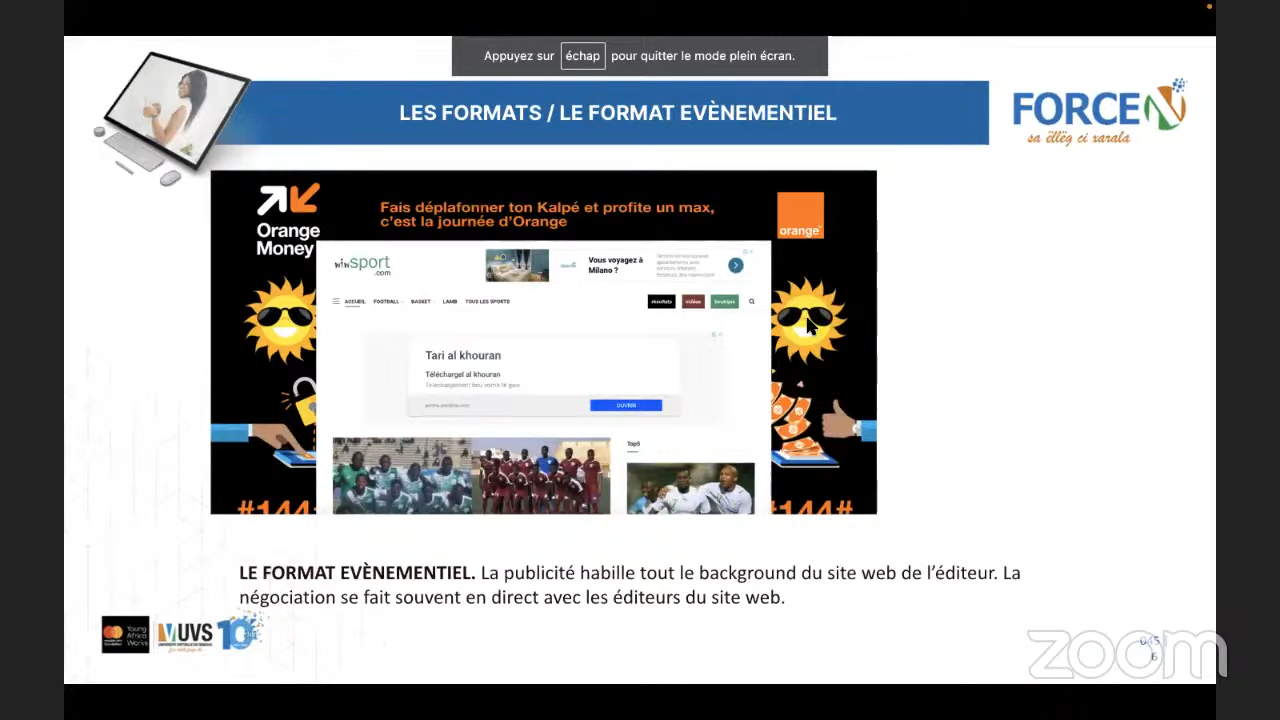 Appuyez sur échap pour quitter le mode plein écran.
LES FORMATS / LE FORMAT EVÈNEMENTIEL
FORCE N
sa ëllëg ci xarala
Orange
Money
Fais déplafonner ton Kalpé et profite un max,
c'est la journée d'Orange
orange
wiwsport
.com
Vous voyagez à
Milano ?
ACCUEIL FOOTBALL BASKET LAMB TOUS LES SPORTS
résultats vidéos boutique
Tari al khouran
Téléchargel al khouran
OUVRIR
Top5
#144#
#144#
LE FORMAT EVÈNEMENTIEL. La publicité habille tout le background du site web de l'éditeur. La
négociation se fait souvent en direct avec les éditeurs du site web.
Young
Africa
Works
UVS
10
zoom